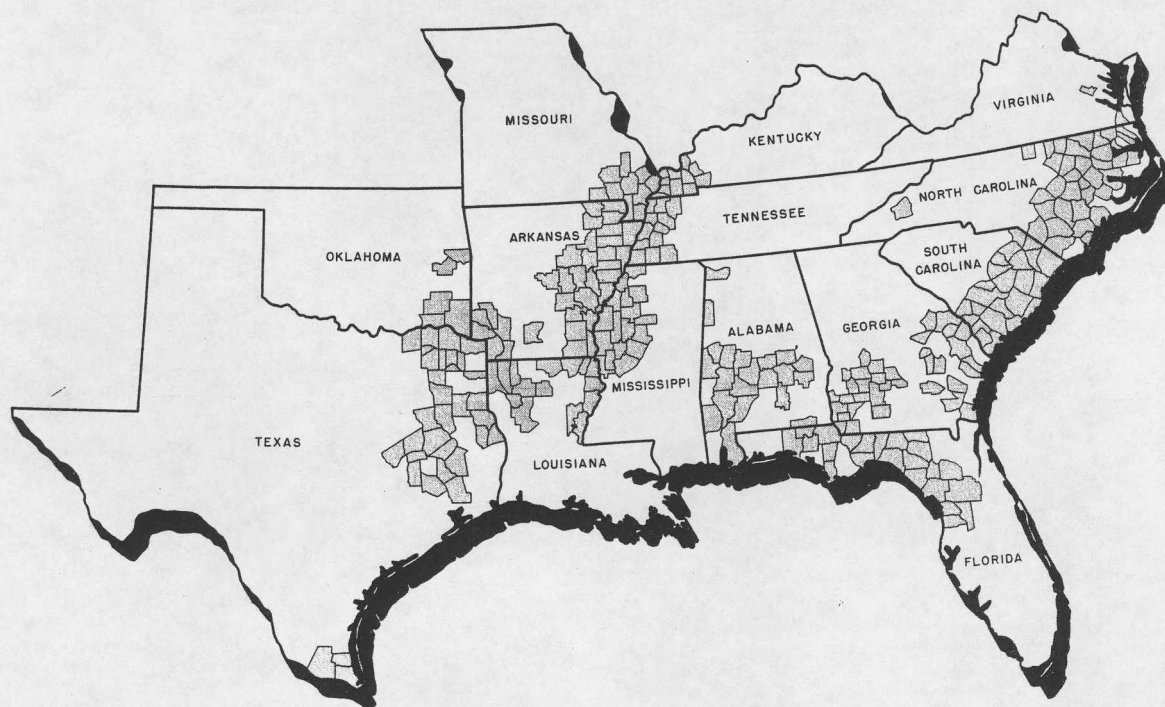 MISSOURI
KENTUCKY
VIRGINIA
OKLAHOMA
ARKANSAS
TENNESSEE
NORTH CAROLINA
SOUTH
CAROLINA
TEXAS
LOUISIANA
MISSISSIPPI
ALABAMA
GEORGIA
FLORIDA